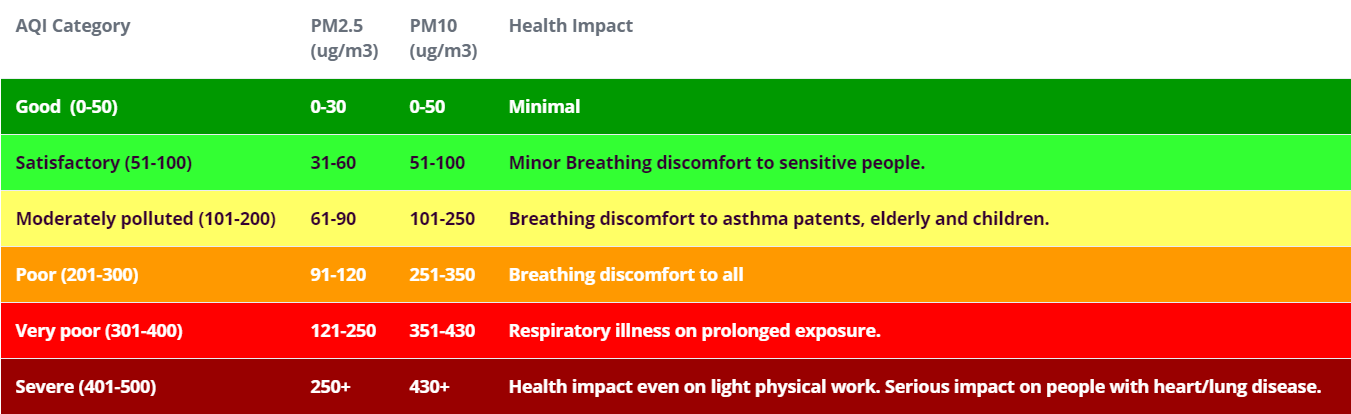 AQI Category PM2.5 (ug/m3) PM10 (ug/m3) Health Impact
Good (0-50) 0-30 0-50 Minimal
Satisfactory (51-100) 31-60 51-100 Minor Breathing discomfort to sensitive people.
Moderately polluted (101-200) 61-90 101-250 Breathing discomfort to asthma patents, elderly and children.
Poor (201-300) 91-120 251-350 Breathing discomfort to all
Very poor (301-400) 121-250 351-430 Respiratory illness on prolonged exposure.
Severe (401-500) 250+ 430+ Health impact even on light physical work. Serious impact on people with heart/lung disease.